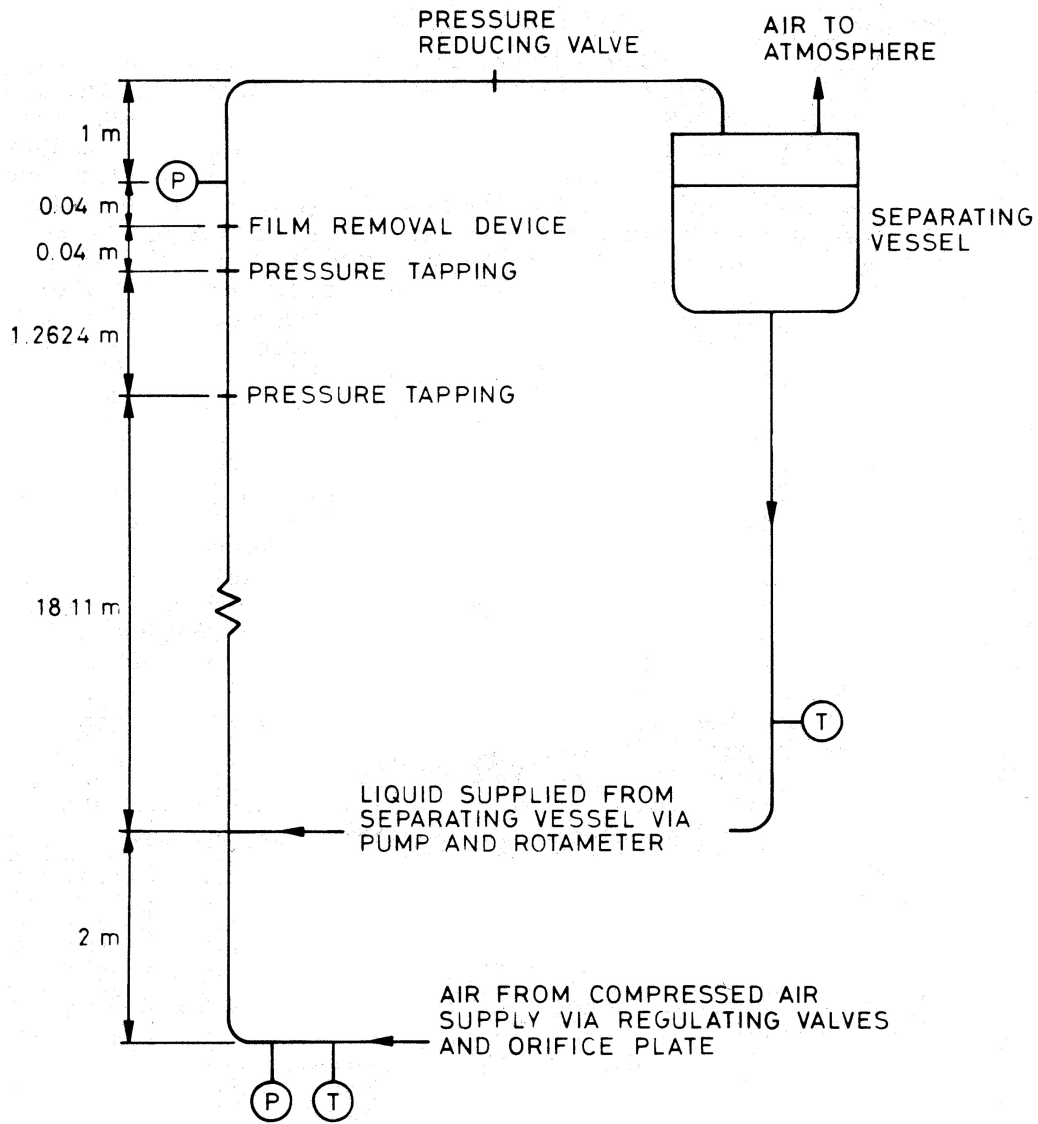 PRESSURE
REDUCING VALVE
AIR TO
ATMOSPHERE
1 m
P
0.04 m
FILM REMOVAL DEVICE
SEPARATING
VESSEL
0.04 m
PRESSURE TAPPING
1.2624 m
PRESSURE TAPPING
18.11 m
T
LIQUID SUPPLIED FROM
SEPARATING VESSEL VIA
PUMP AND ROTAMETER
2 m
AIR FROM COMPRESSED AIR
SUPPLY VIA REGULATING VALVES
AND ORIFICE PLATE
P
T